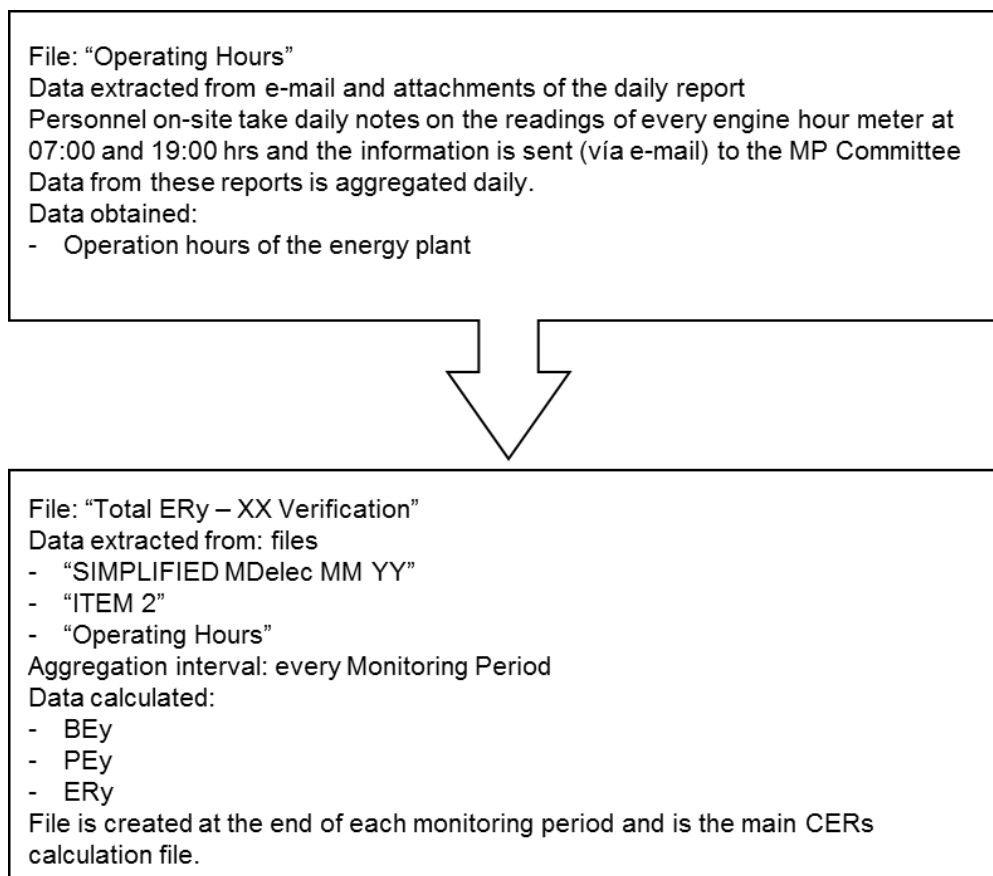 File: “Operating Hours”
Data extracted from e-mail and attachments of the daily report
Personnel on-site take daily notes on the readings of every engine hour meter at
07:00 and 19:00 hrs and the information is sent (vía e-mail) to the MP Committee
Data from these reports is aggregated daily.
Data obtained:
- Operation hours of the energy plant
File: “Total ERy – XX Verification”
Data extracted from: files
- “SIMPLIFIED MDelec MM YY”
- “ITEM 2”
- “Operating Hours”
Aggregation interval: every Monitoring Period
Data calculated:
- BEy
- PEy
- ERy
File is created at the end of each monitoring period and is the main CERs
calculation file.